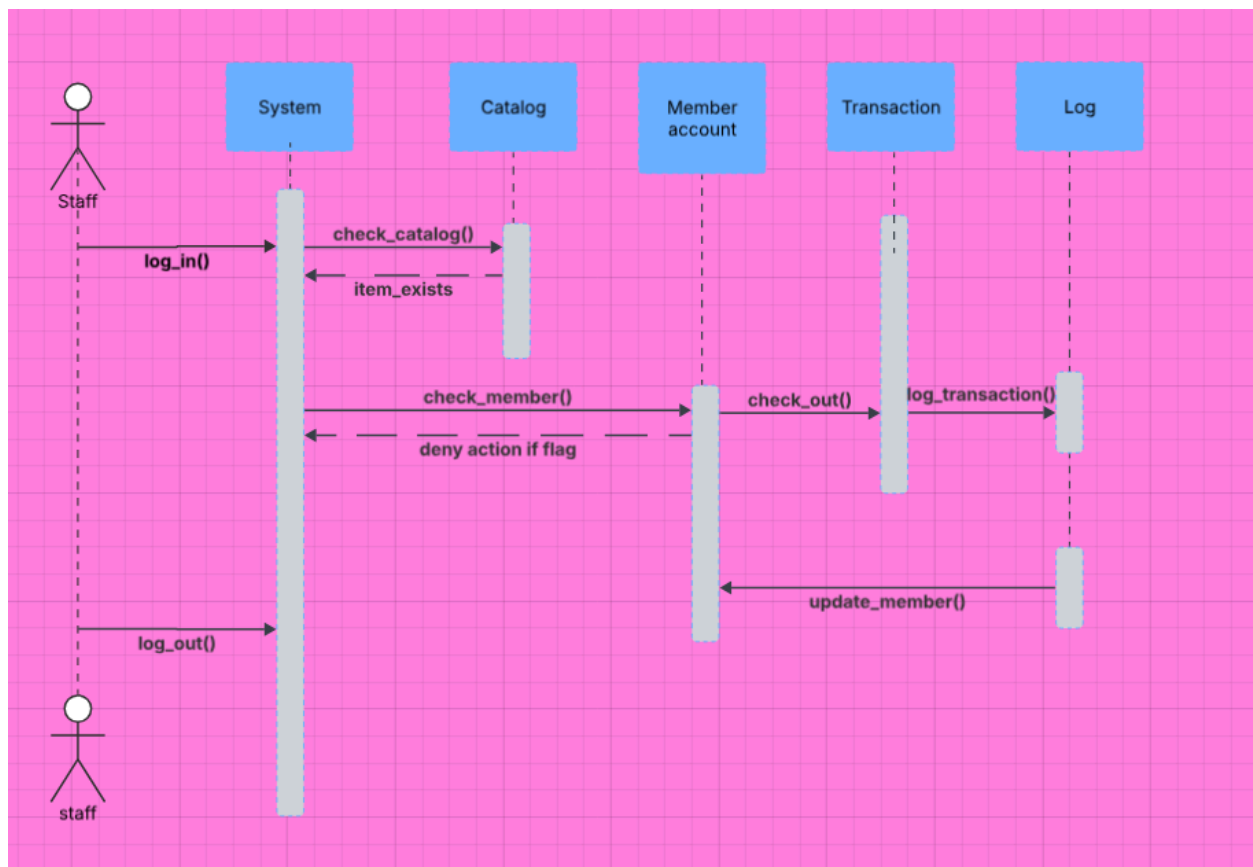 System
Catalog
Member
account
Transaction
Log
Staff
log_in()
check_catalog()
item_exists
check_member()
check_out()
log_transaction()
deny action if flag
update_member()
log_out()
staff